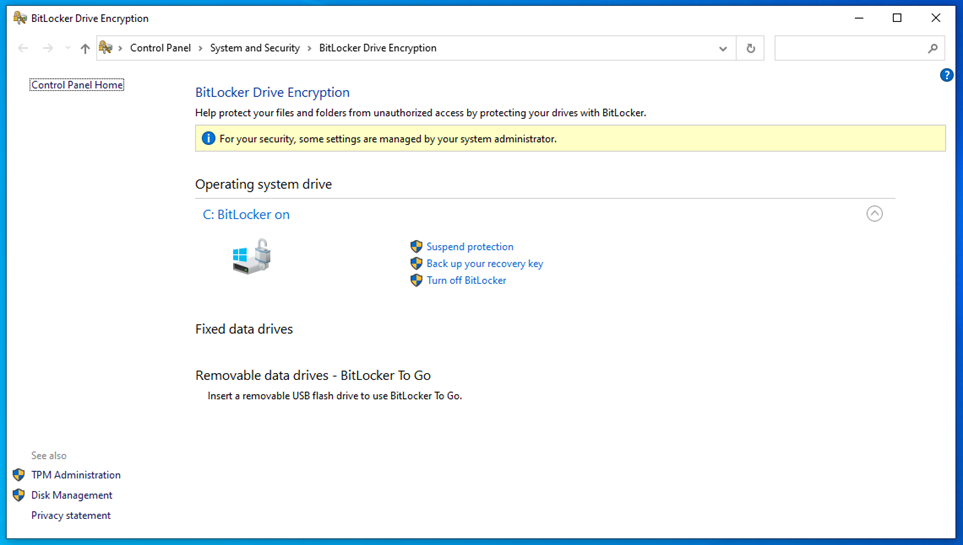 BitLocker Drive Encryption
Control Panel › System and Security › BitLocker Drive Encryption
Control Panel Home
BitLocker Drive Encryption
Help protect your files and folders from unauthorized access by protecting your drives with BitLocker.
For your security, some settings are managed by your system administrator.
Operating system drive
C: BitLocker on
Suspend protection
Back up your recovery key
Turn off BitLocker
Fixed data drives
Removable data drives - BitLocker To Go
Insert a removable USB flash drive to use BitLocker To Go.
See also
TPM Administration
Disk Management
Privacy statement